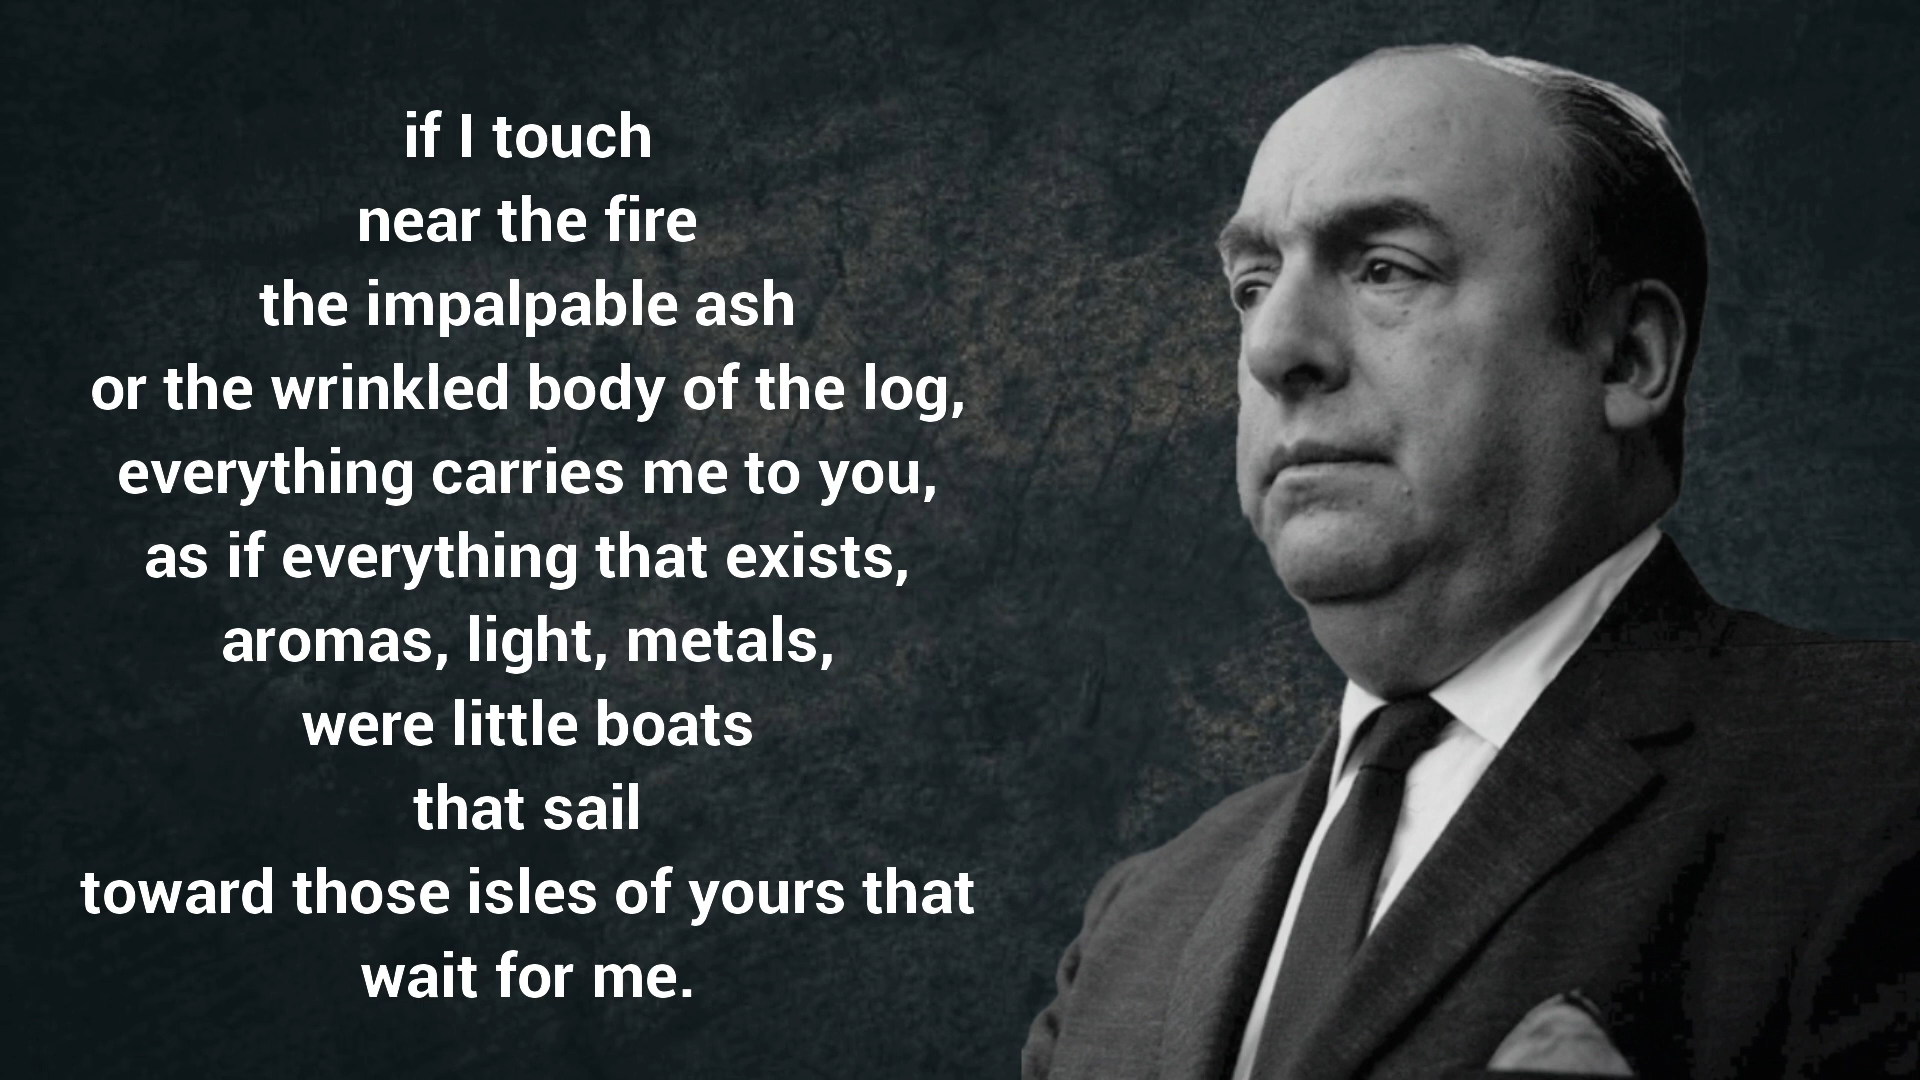 if I touch
near the fire
the impalpable ash
or the wrinkled body of the log,
everything carries me to you,
as if everything that exists,
aromas, light, metals,
were little boats
that sail
toward those isles of yours that
wait for me.